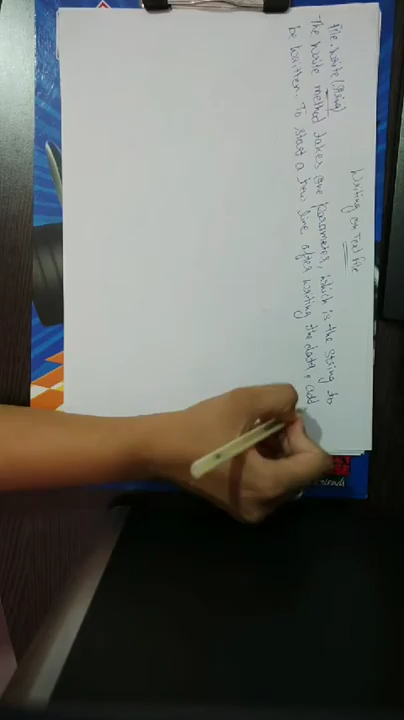 Writing on Text file
file.write(string)
The write method takes one parameter, which is the string to
be written. To start a new line after writing the data, add